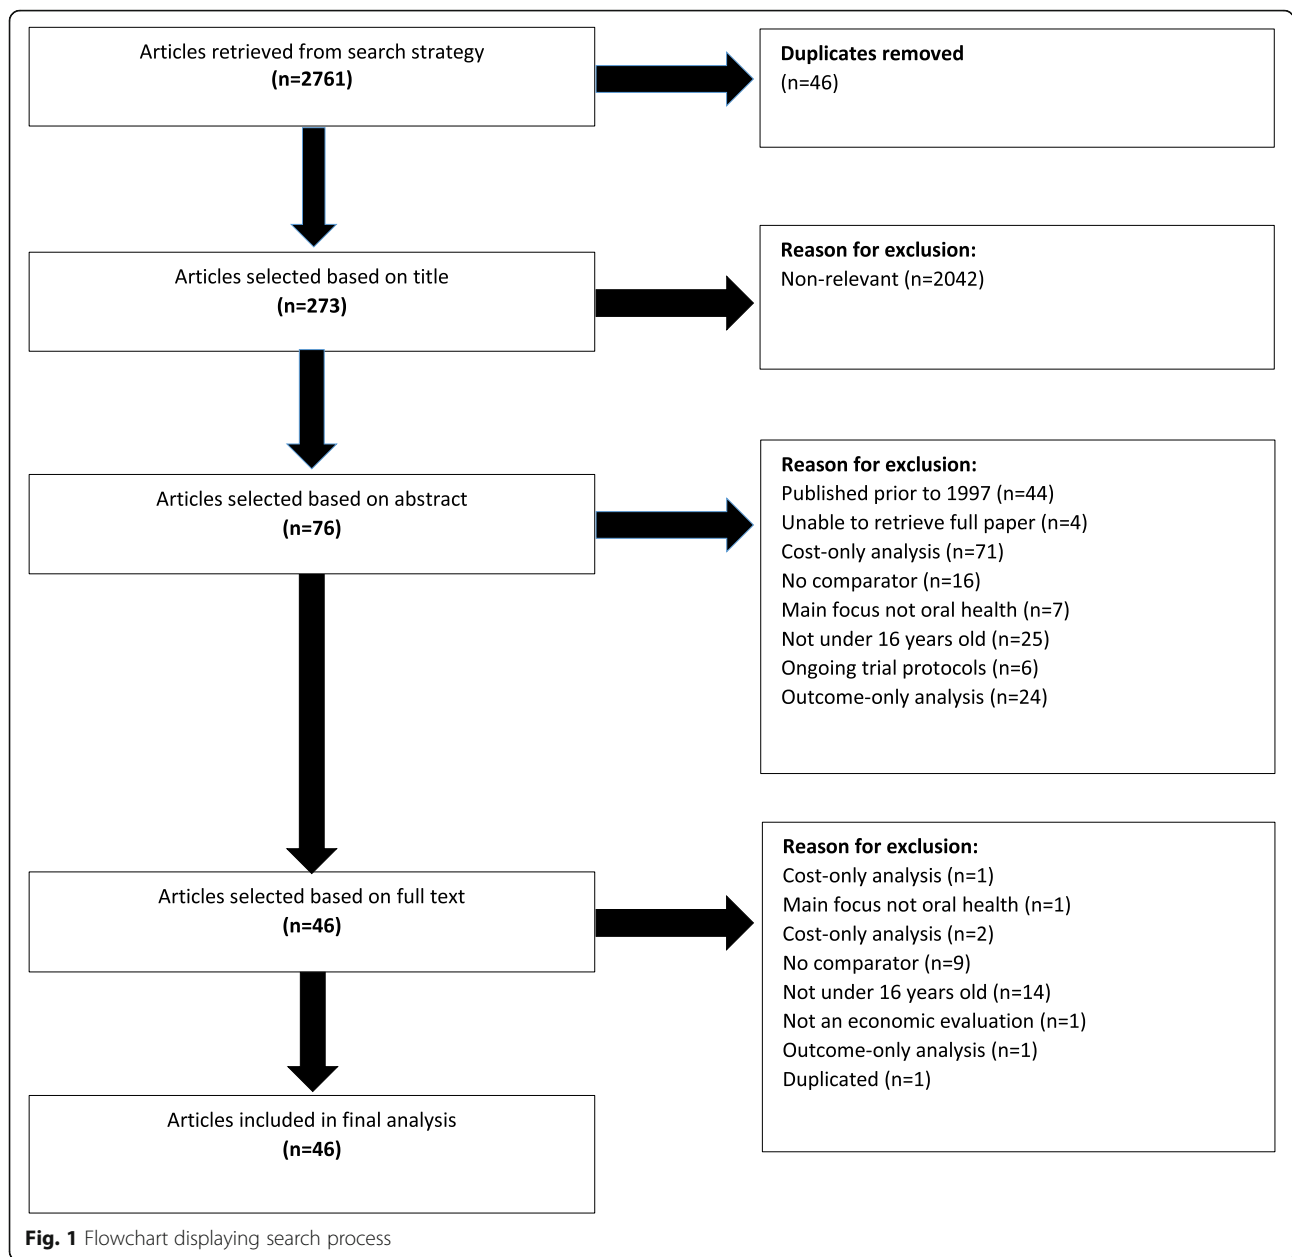 Articles retrieved from search strategy
(n=2761)
Duplicates removed
(n=46)
Articles selected based on title
(n=273)
Reason for exclusion:
Non-relevant (n=2042)
Articles selected based on abstract
(n=76)
Reason for exclusion:
Published prior to 1997 (n=44)
Unable to retrieve full paper (n=4)
Cost-only analysis (n=71)
No comparator (n=16)
Main focus not oral health (n=7)
Not under 16 years old (n=25)
Ongoing trial protocols (n=6)
Outcome-only analysis (n=24)
Articles selected based on full text
(n=46)
Reason for exclusion:
Cost-only analysis (n=1)
Main focus not oral health (n=1)
Cost-only analysis (n=2)
No comparator (n=9)
Not under 16 years old (n=14)
Not an economic evaluation (n=1)
Outcome-only analysis (n=1)
Duplicated (n=1)
Articles included in final analysis
(n=46)
Fig. 1 Flowchart displaying search process